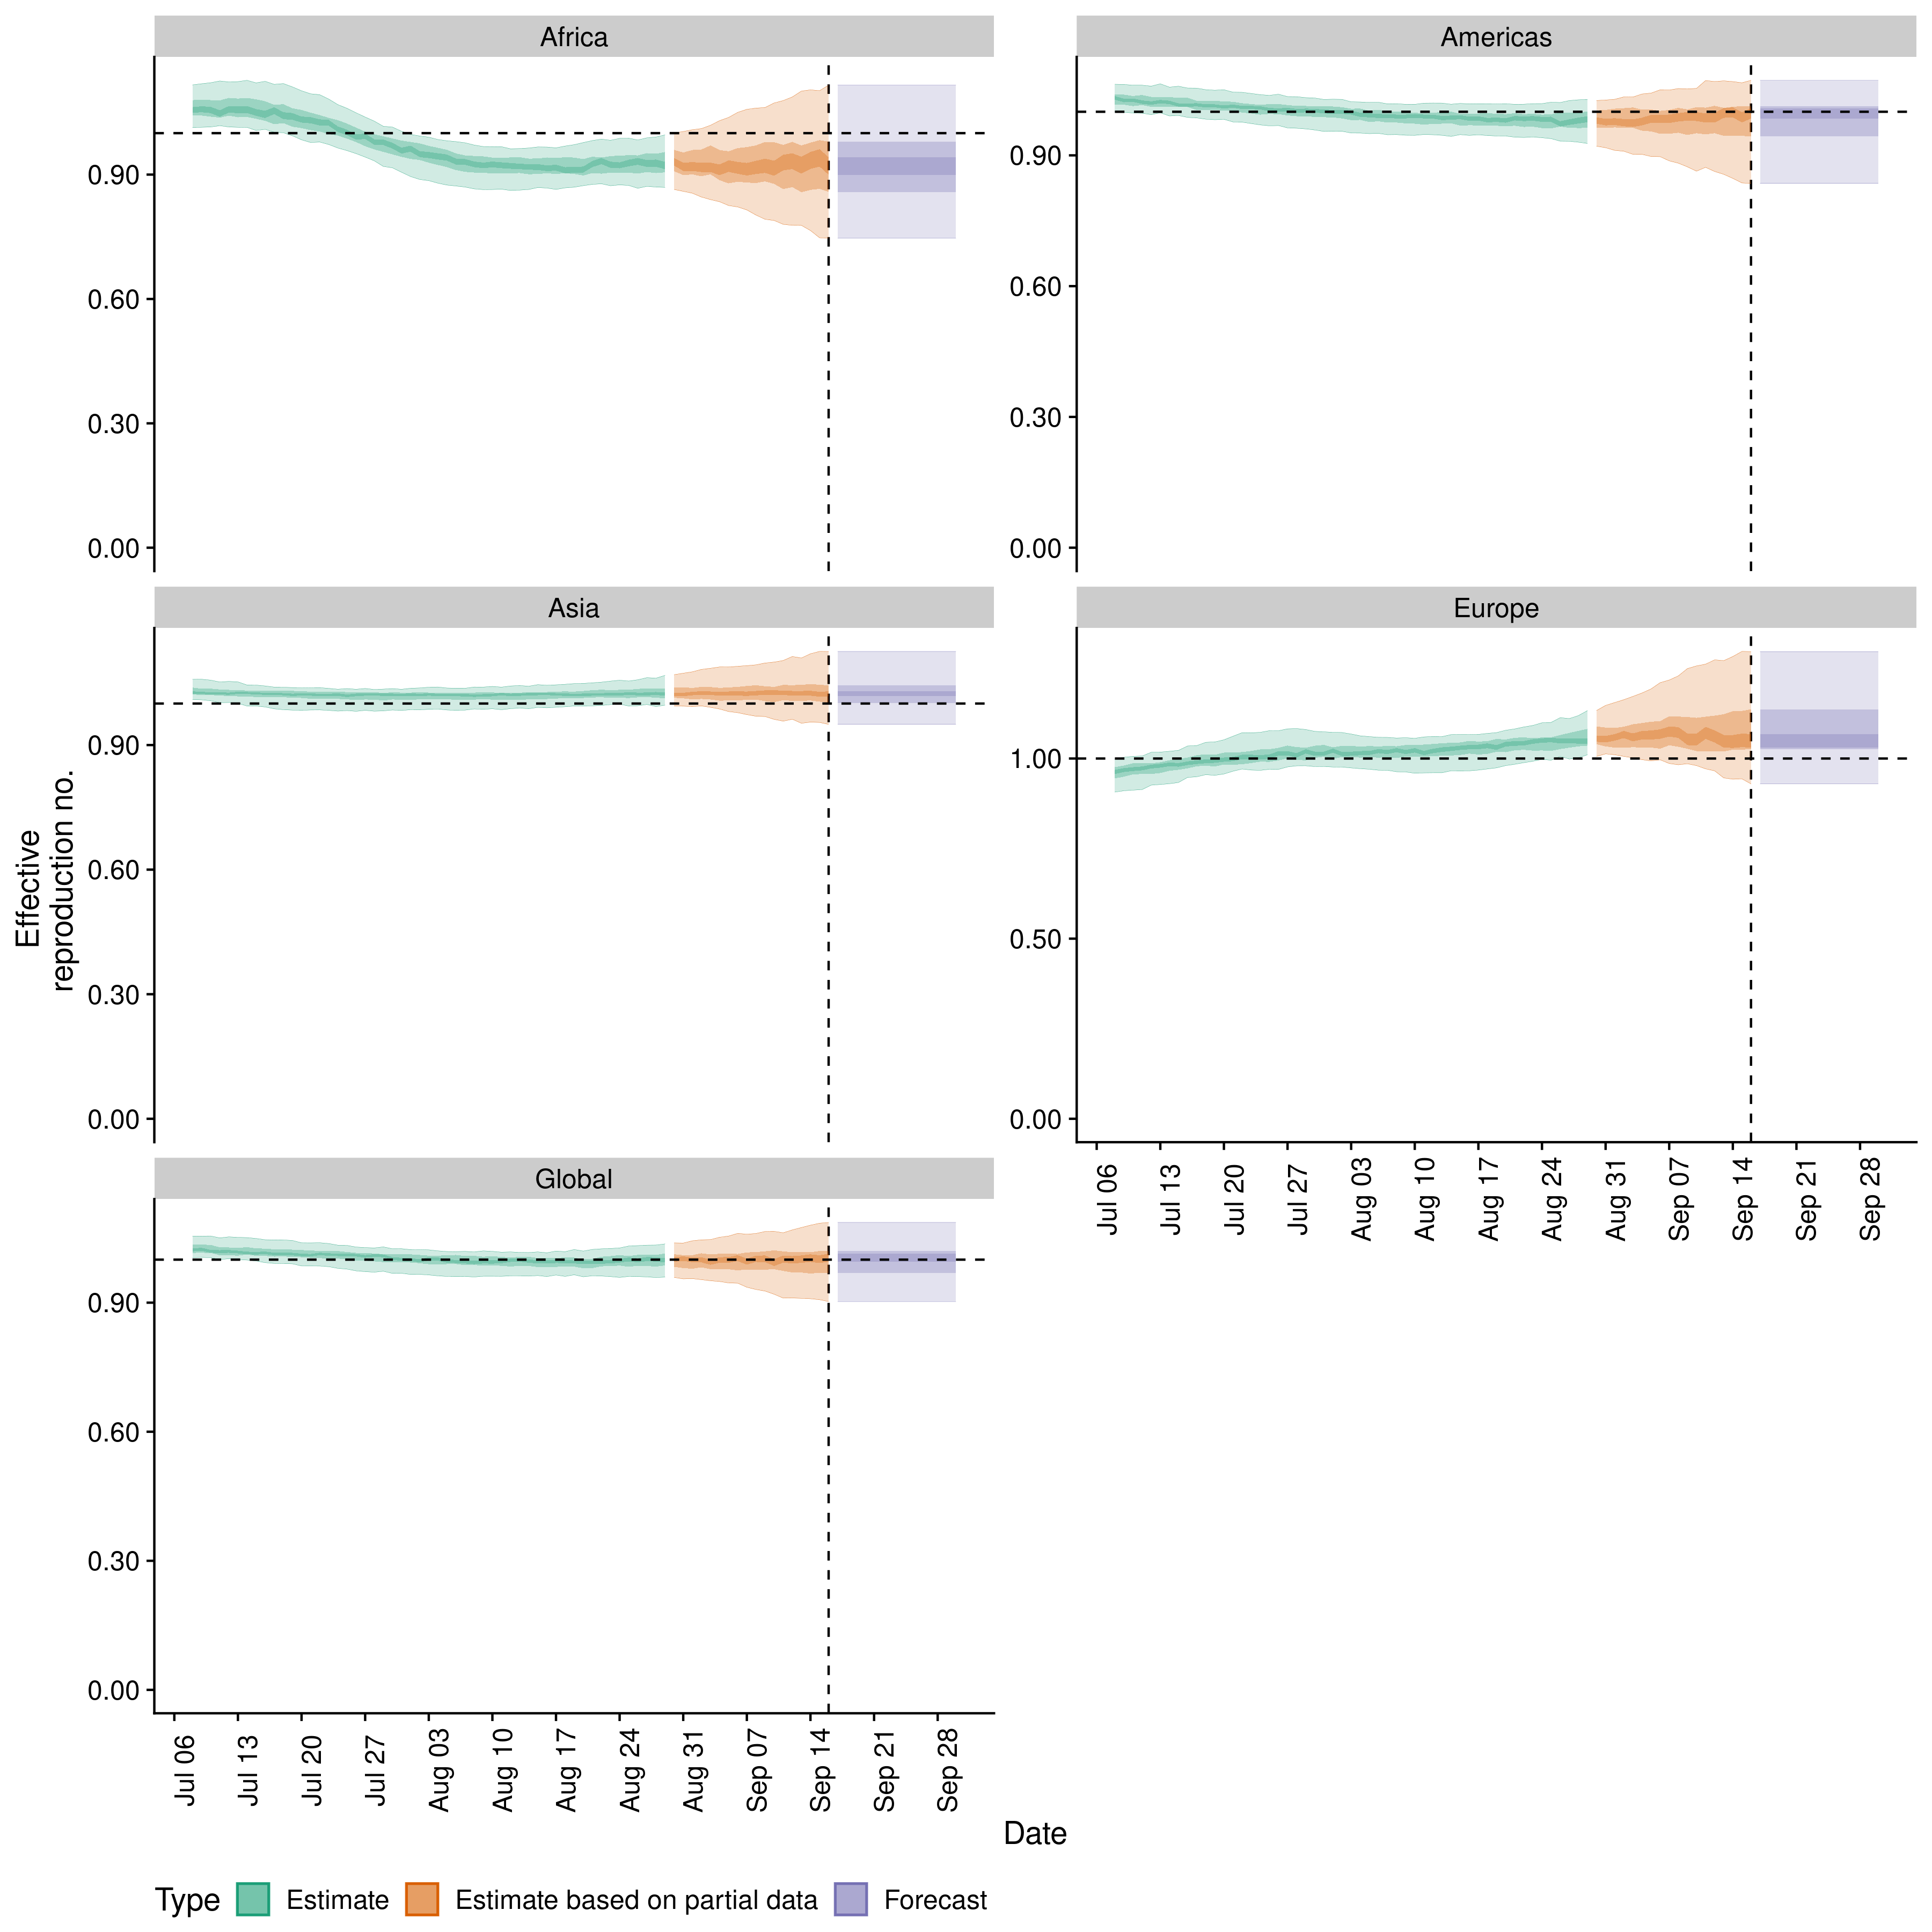 Africa
Americas
0.90
0.60
0.30
0.00
0.90
0.60
0.30
0.00
Asia
Europe
0.90
0.60
0.30
0.00
1.00
0.50
0.00
Jul 06
Jul 13
Jul 20
Jul 27
Aug 03
Aug 10
Aug 17
Aug 24
Aug 31
Sep 07
Sep 14
Sep 21
Sep 28
Effective
reproduction no.
Global
0.90
0.60
0.30
0.00
Jul 06
Jul 13
Jul 20
Jul 27
Aug 03
Aug 10
Aug 17
Aug 24
Aug 31
Sep 07
Sep 14
Sep 21
Sep 28
Date
Type Estimate Estimate based on partial data Forecast